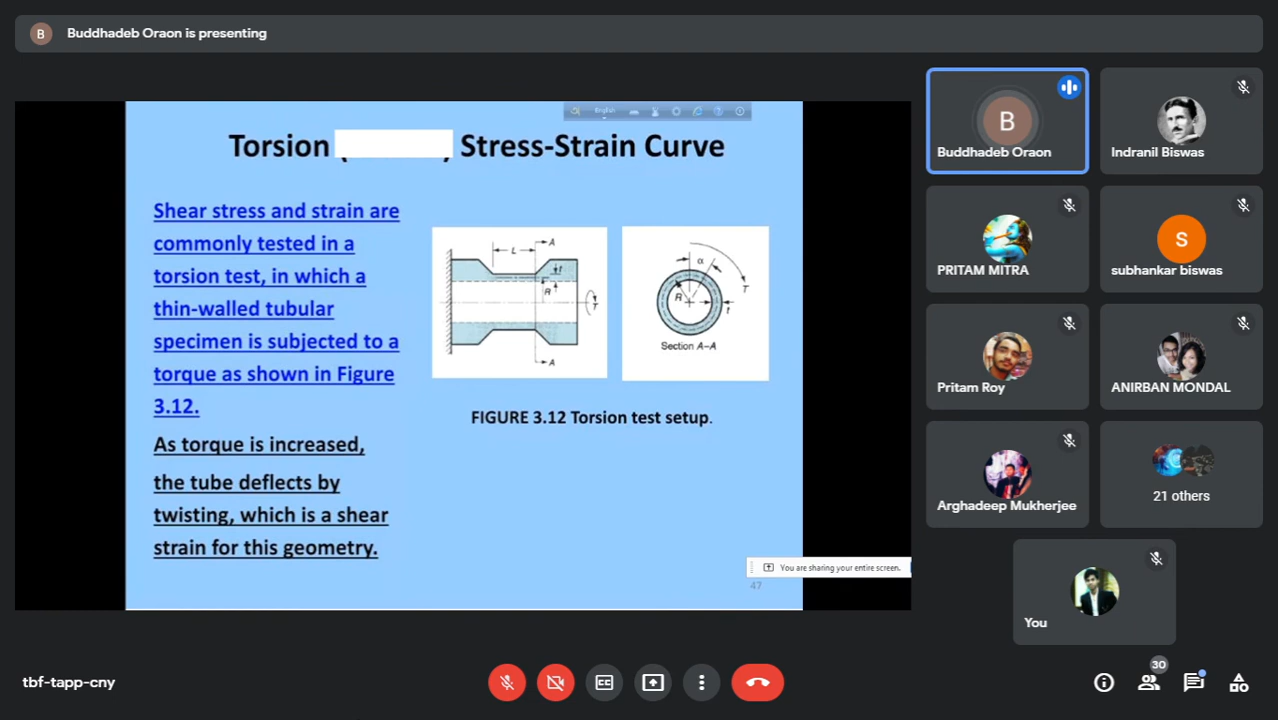 B Buddhadeb Oraon is presenting
English
Torsion ( ) Stress-Strain Curve
Shear stress and strain are
commonly tested in a
torsion test, in which a
thin-walled tubular
specimen is subjected to a
torque as shown in Figure
3.12.
As torque is increased,
the tube deflects by
twisting, which is a shear
strain for this geometry.
L A
t
R
T
A
α
T
R
t
Section A-A
FIGURE 3.12 Torsion test setup.
You are sharing your entire screen.
47
B
Buddhadeb Oraon
Indranil Biswas
PRITAM MITRA
S
subhankar biswas
Pritam Roy
ANIRBAN MONDAL
Arghadeep Mukherjee
21 others
You
tbf-tapp-cny
CC
30